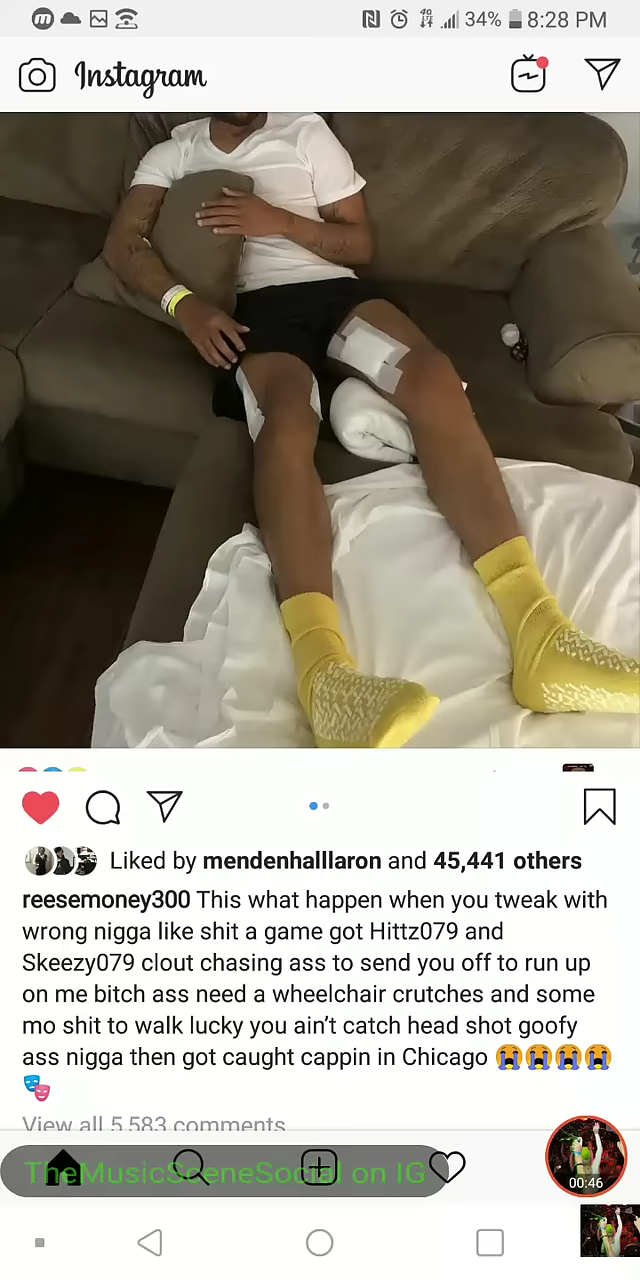 34% 8:28 PM
Instagram
Liked by mendenhalllaron and 45,441 others
reesemoney300 This what happen when you tweak with
wrong nigga like shit a game got Hittz079 and
Skeezy079 clout chasing ass to send you off to run up
on me bitch ass need a wheelchair crutches and some
mo shit to walk lucky you ain't catch head shot goofy
ass nigga then got caught cappin in Chicago 😭😭😭😭
🎭
View all 5,583 comments
TheMusicSceneSocial on IG
00:46